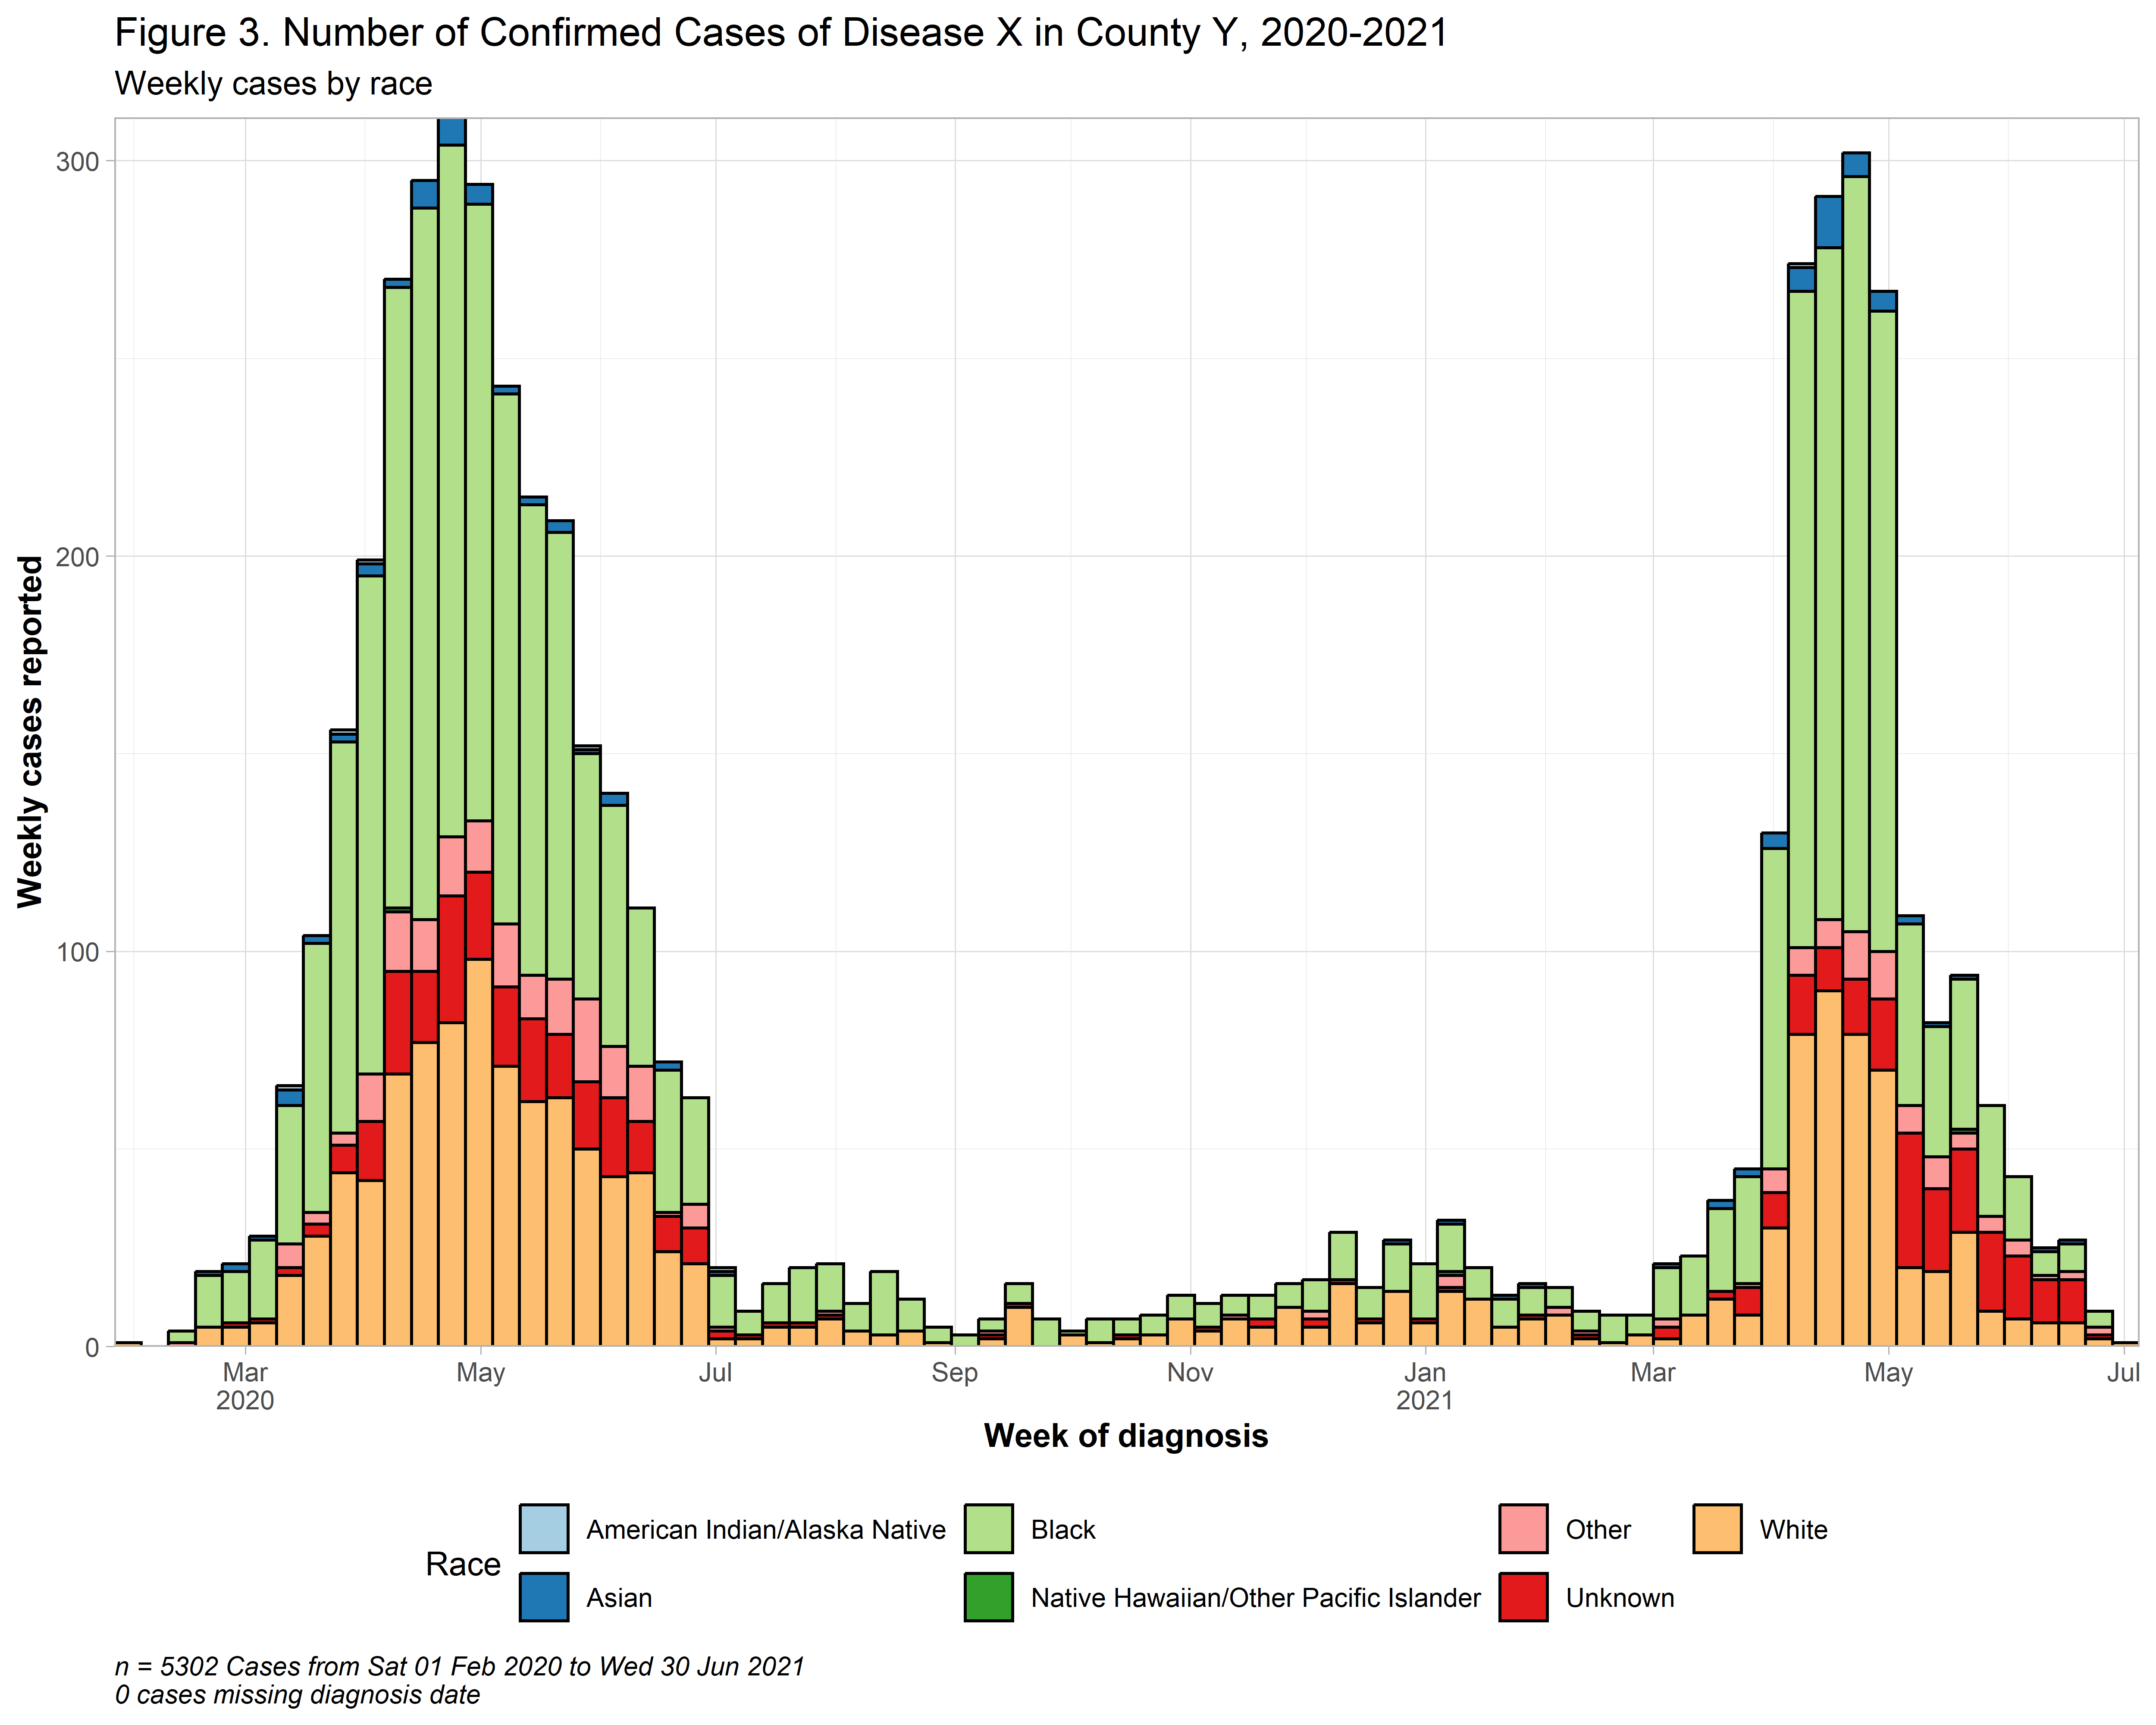 Figure 3. Number of Confirmed Cases of Disease X in County Y, 2020-2021
Weekly cases by race
Weekly cases reported
300
200
100
0
Mar May Jul Sep Nov Jan Mar May Jul
2020 2021
Week of diagnosis
Race
American Indian/Alaska Native Black Other White
Asian Native Hawaiian/Other Pacific Islander Unknown
n = 5302 Cases from Sat 01 Feb 2020 to Wed 30 Jun 2021
0 cases missing diagnosis date